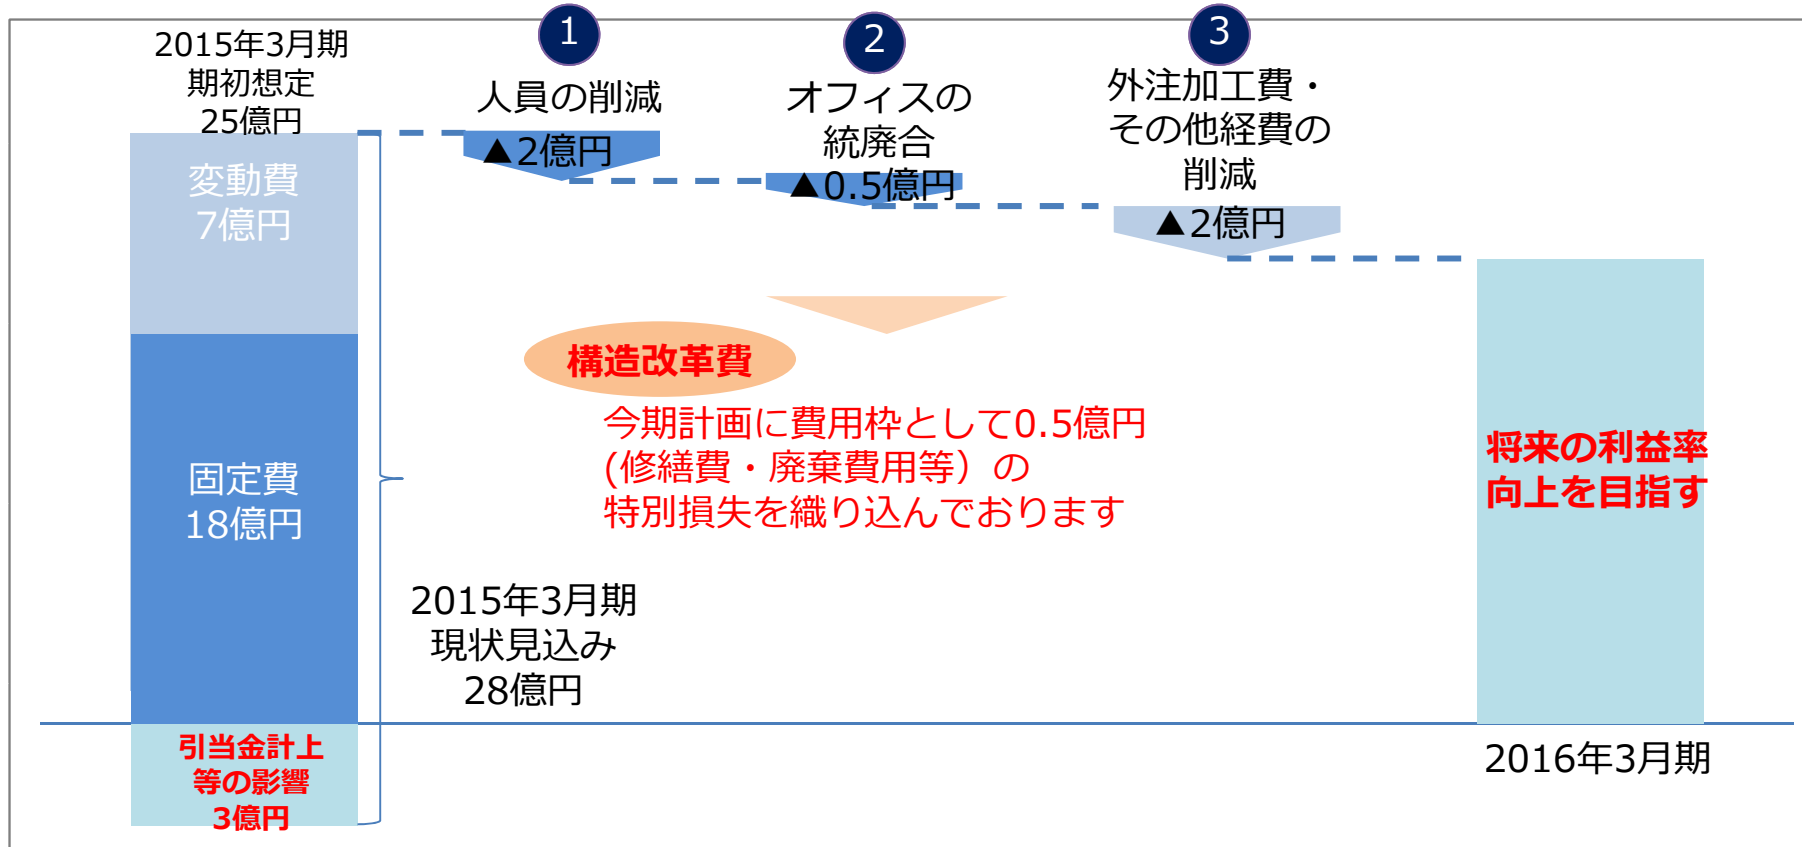 2015年3月期
期初想定
25億円
変動費
7億円
固定費
18億円
引当金計上
等の影響
3億円
2015年3月期
現状見込み
28億円
1
人員の削減
▲2億円
2
オフィスの
統廃合
▲0.5億円
3
外注加工費・
その他経費の
削減
▲2億円
構造改革費
今期計画に費用枠として0.5億円
(修繕費・廃棄費用等）の
特別損失を織り込んでおります
将来の利益率
向上を目指す
2016年3月期